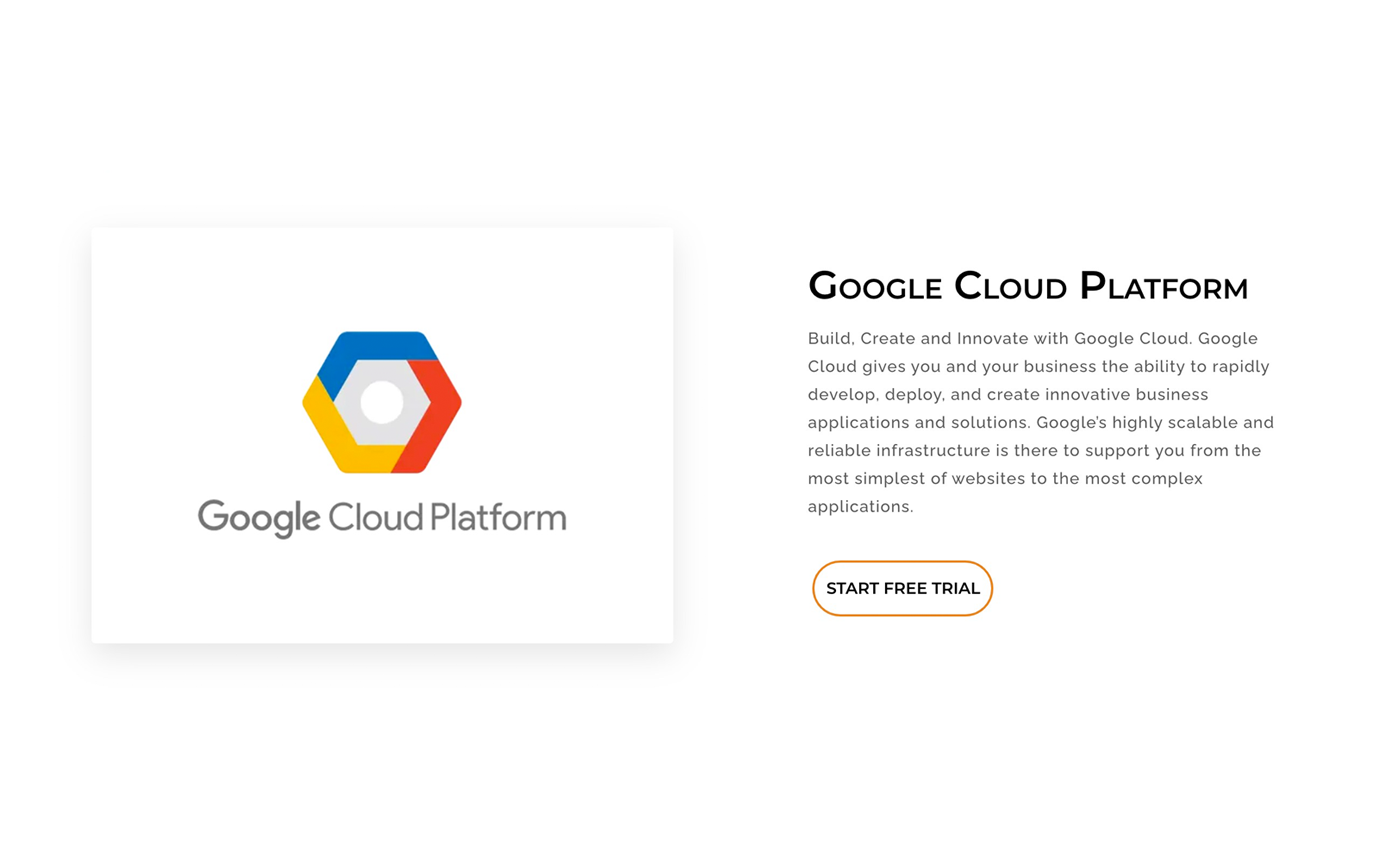 Google Cloud Platform
Google Cloud Platform
Build, Create and Innovate with Google Cloud. Google
Cloud gives you and your business the ability to rapidly
develop, deploy, and create innovative business
applications and solutions. Google’s highly scalable and
reliable infrastructure is there to support you from the
most simplest of websites to the most complex
applications.
START FREE TRIAL